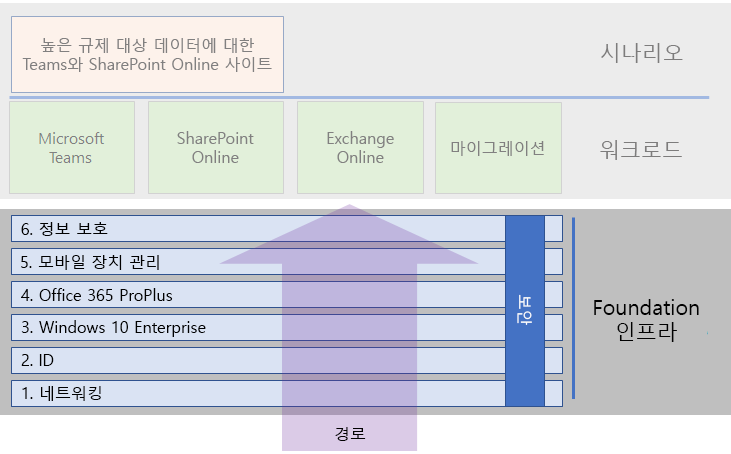 높은 규제 대상 데이터에 대한
Teams와 SharePoint Online 사이트
시나리오
Microsoft
Teams
SharePoint
Online
Exchange
Online
마이그레이션
워크로드
6. 정보 보호
5. 모바일 장치 관리
4. Office 365 ProPlus
3. Windows 10 Enterprise
2. ID
1. 네트워킹
보안
Foundation
인프라
경로